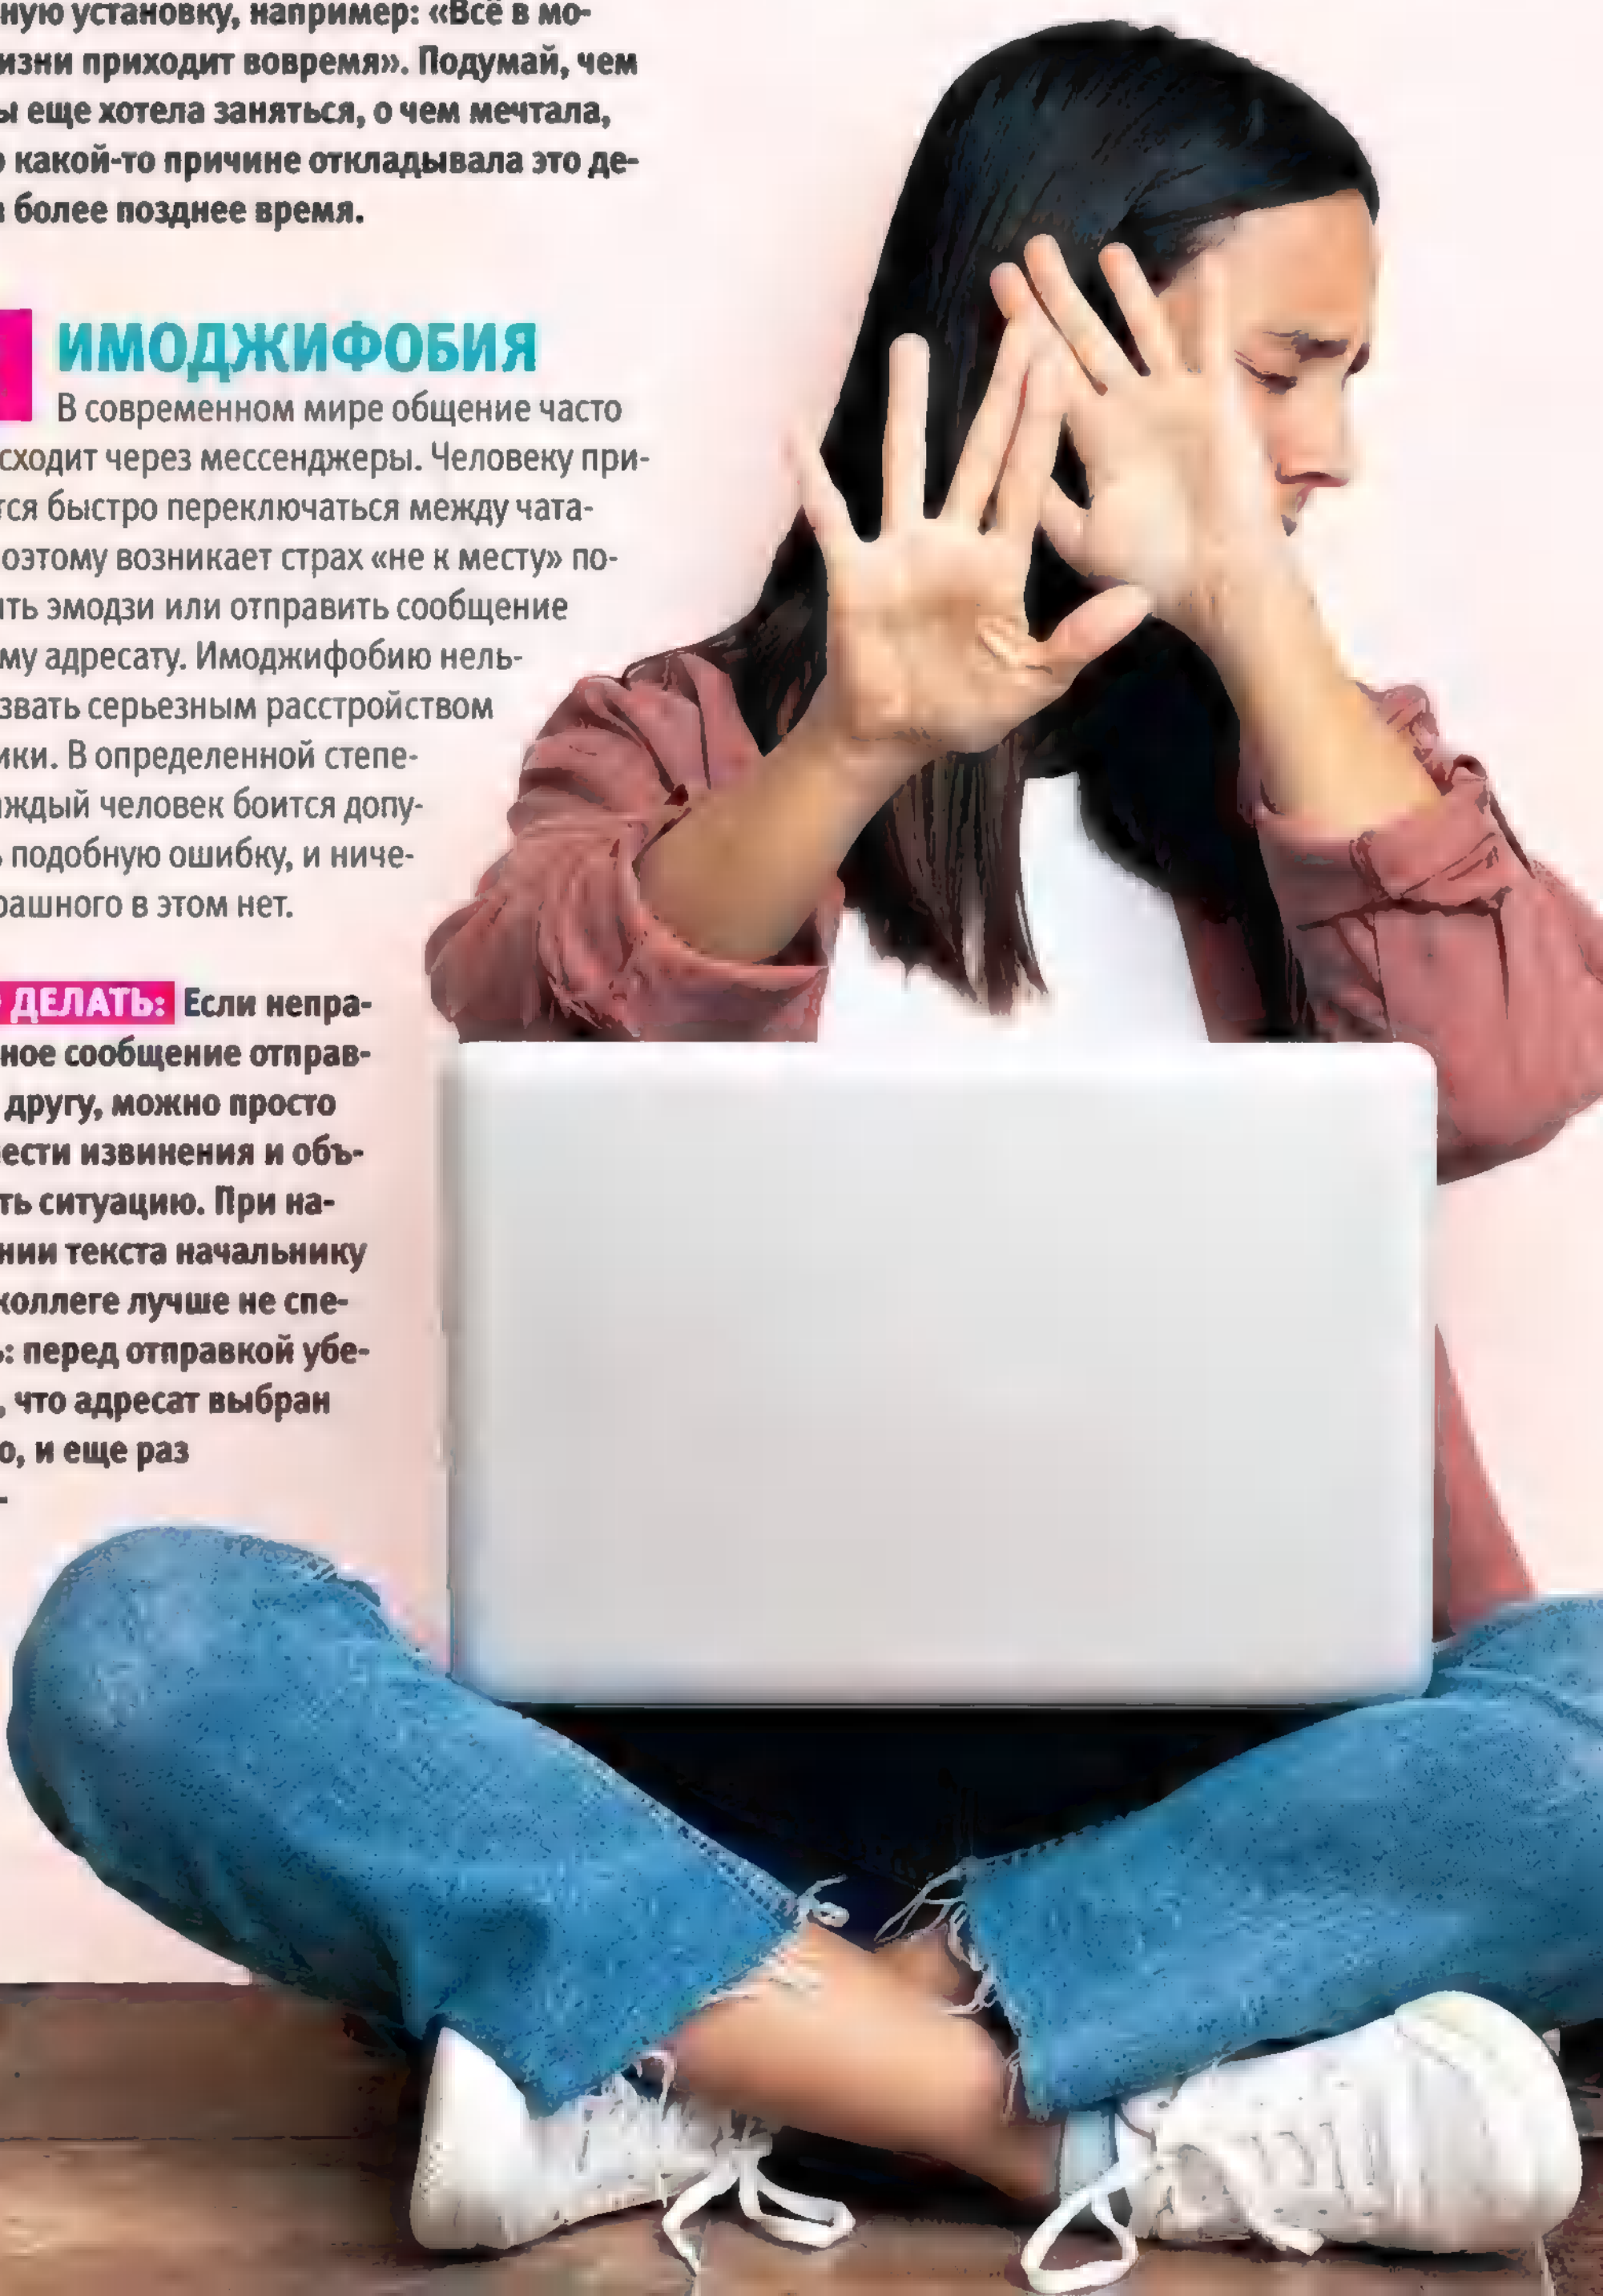 ную установку, например: «Всё в мо-
изни приходит вовремя». Подумай, чем
ы еще хотела заняться, о чем мечтала,
о какой-то причине откладывала это де-
более позднее время.
ИМОДЖИФОБИЯ
В современном мире общение часто
сходит через мессенджеры. Человеку при-
тся быстро переключаться между чата-
оэтому возникает страх «не к месту» по-
ить эмодзи или отправить сообщение
му адресату. Имоджифобию нель-
звать серьезным расстройством
ики. В определенной степе-
аждый человек боится допу-
подобную ошибку, и ниче-
рашного в этом нет.
ДЕЛАТЬ: Если непра-
ное сообщение отправ-
другу, можно просто
ести извинения и объ-
ть ситуацию. При на-
нии текста начальнику
коллеге лучше не спе-
ь: перед отправкой убе-
, что адресат выбран
о, и еще раз
-